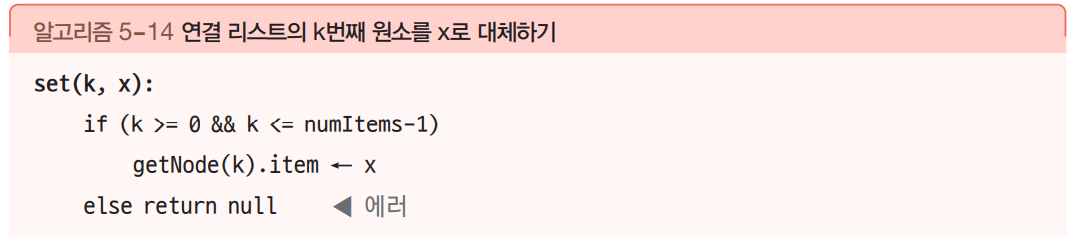 알고리즘 5-14 연결 리스트의 k번째 원소를 x로 대체하기
set(k, x):
if (k >= 0 && k <= numItems-1)
getNode(k).item ← x
else return null ◀ 에러